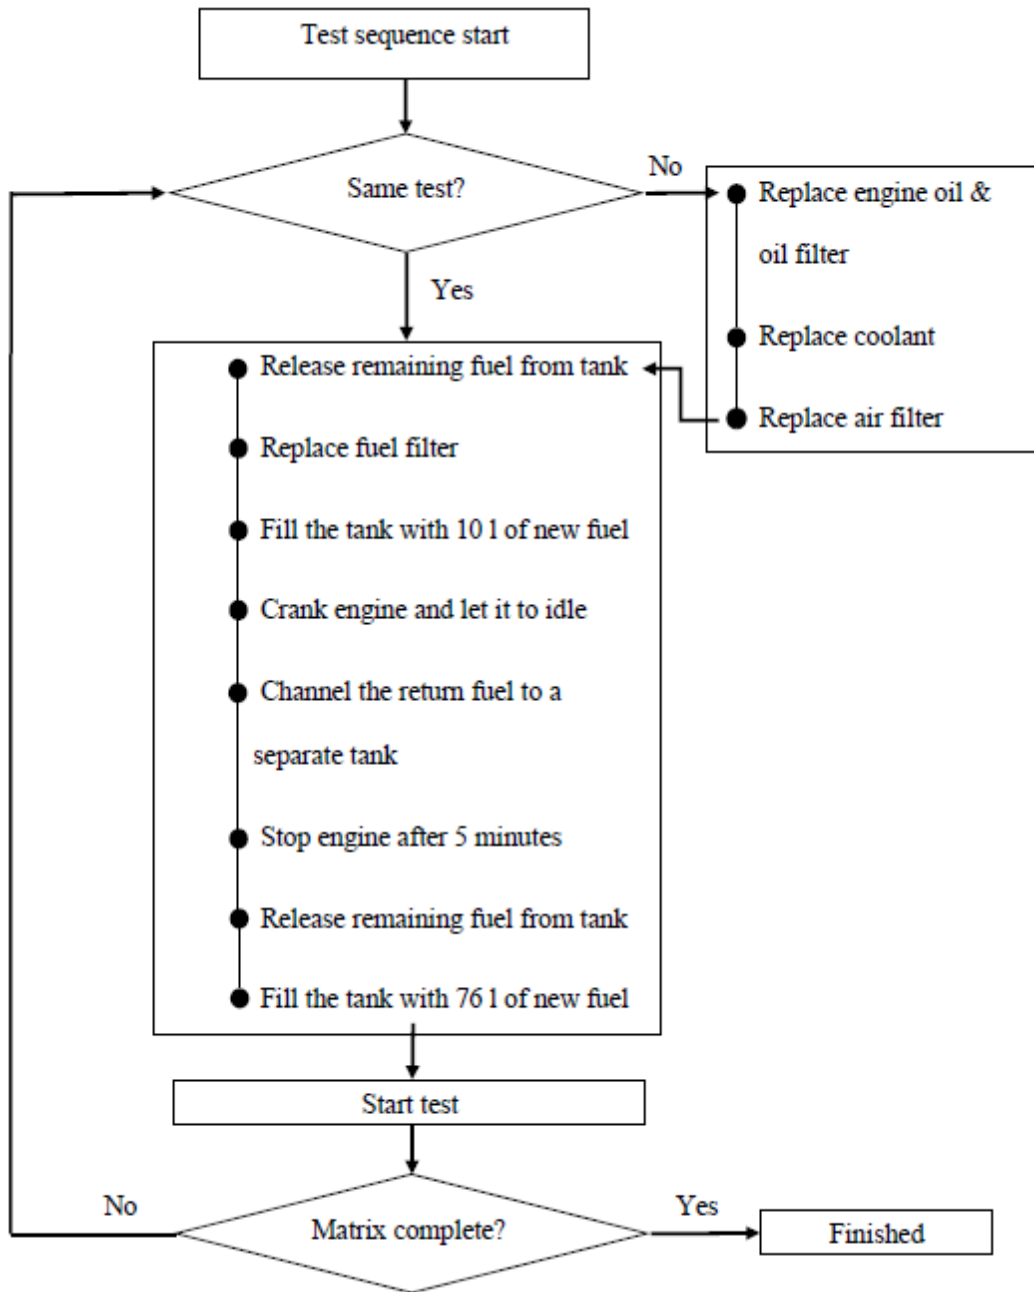 Test sequence start
Same test?
No
Replace engine oil &
oil filter
Replace coolant
Replace air filter
Yes
Release remaining fuel from tank
Replace fuel filter
Fill the tank with 10 l of new fuel
Crank engine and let it to idle
Channel the return fuel to a
separate tank
Stop engine after 5 minutes
Release remaining fuel from tank
Fill the tank with 76 l of new fuel
Start test
Matrix complete?
No
Yes
Finished